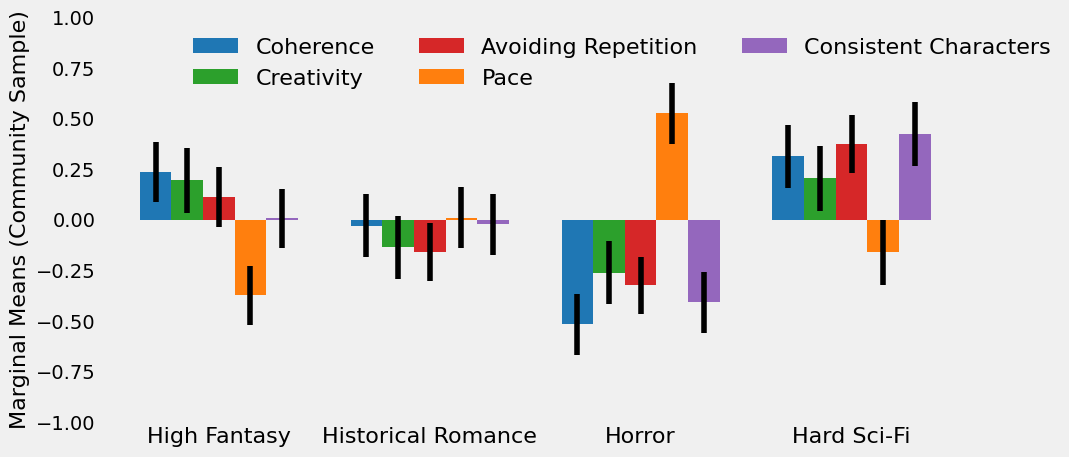 Marginal Means (Community Sample)
1.00
0.75
0.50
0.25
0.00
−0.25
−0.50
−0.75
−1.00
Coherence
Creativity
Avoiding Repetition
Pace
Consistent Characters
High Fantasy
Historical Romance
Horror
Hard Sci-Fi